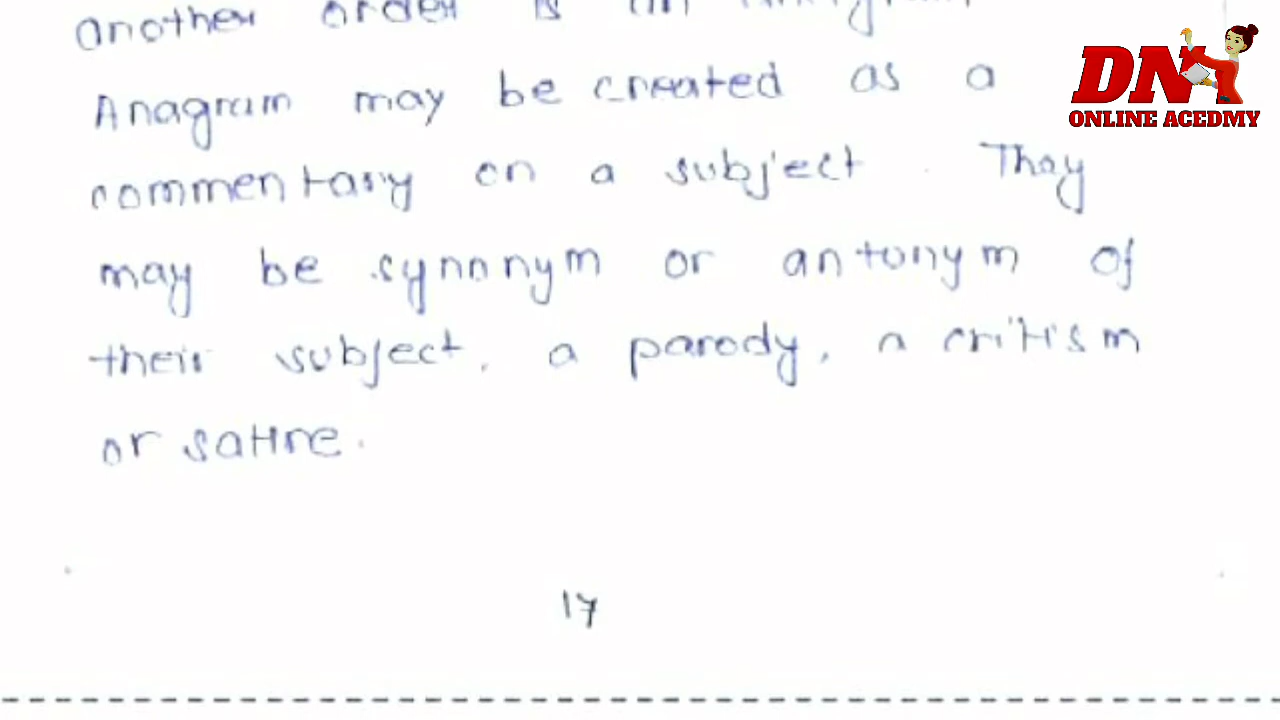 another order is an
Anagram may be created as a
commentary on a subject. They
may be synonym or antonym of
their subject, a parody, a critism
or satire.
17
DN
ONLINE ACEDMY